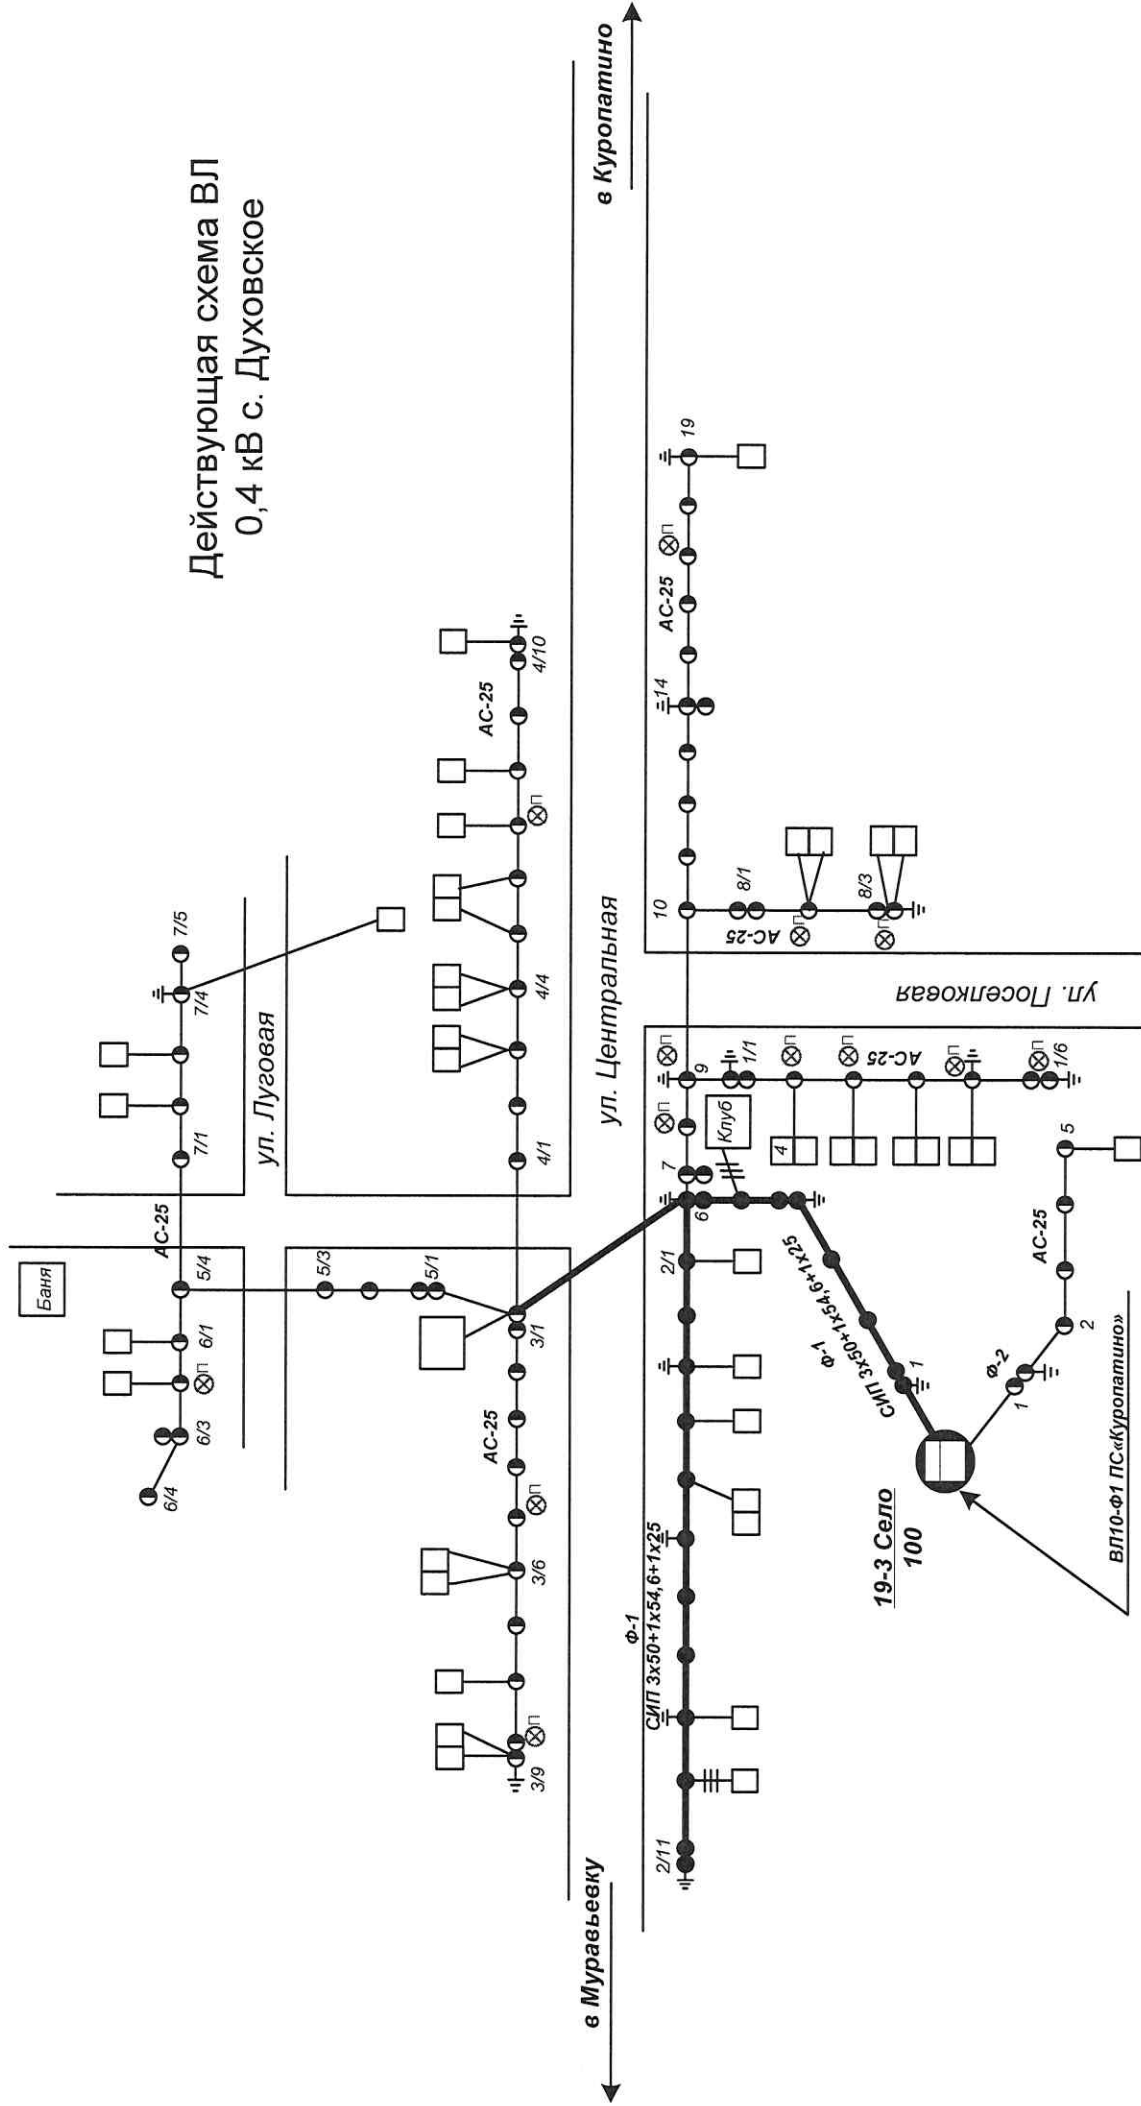 Действующая схема ВЛ
0,4 кВ с. Духовское
Баня
АС-25
6/4
6/3
6/1
5/4
7/1
7/4
7/5
ул. Луговая
5/3
5/1
3/9
3/6
АС-25
3/1
4/1
4/4
АС-25
4/10
П
П
П
П
в Муравьевку
ул. Центральная
в Куропатино
Ф-1
СИП 3х50+1х54,6+1х25
2/11
2/1
6
7
П
9
П
10
14
АС-25
П
19
Клуб
1/1
4
П
П
АС-25
П
П
1/6
ул. Поселковая
8/1
АС-25
П
8/3
П
Ф-1
СИП 3х50+1х54,6+1х25
1
19-3 Село
100
1
Ф-2
2
АС-25
5
ВЛ10-Ф1 ПС«Куропатино»